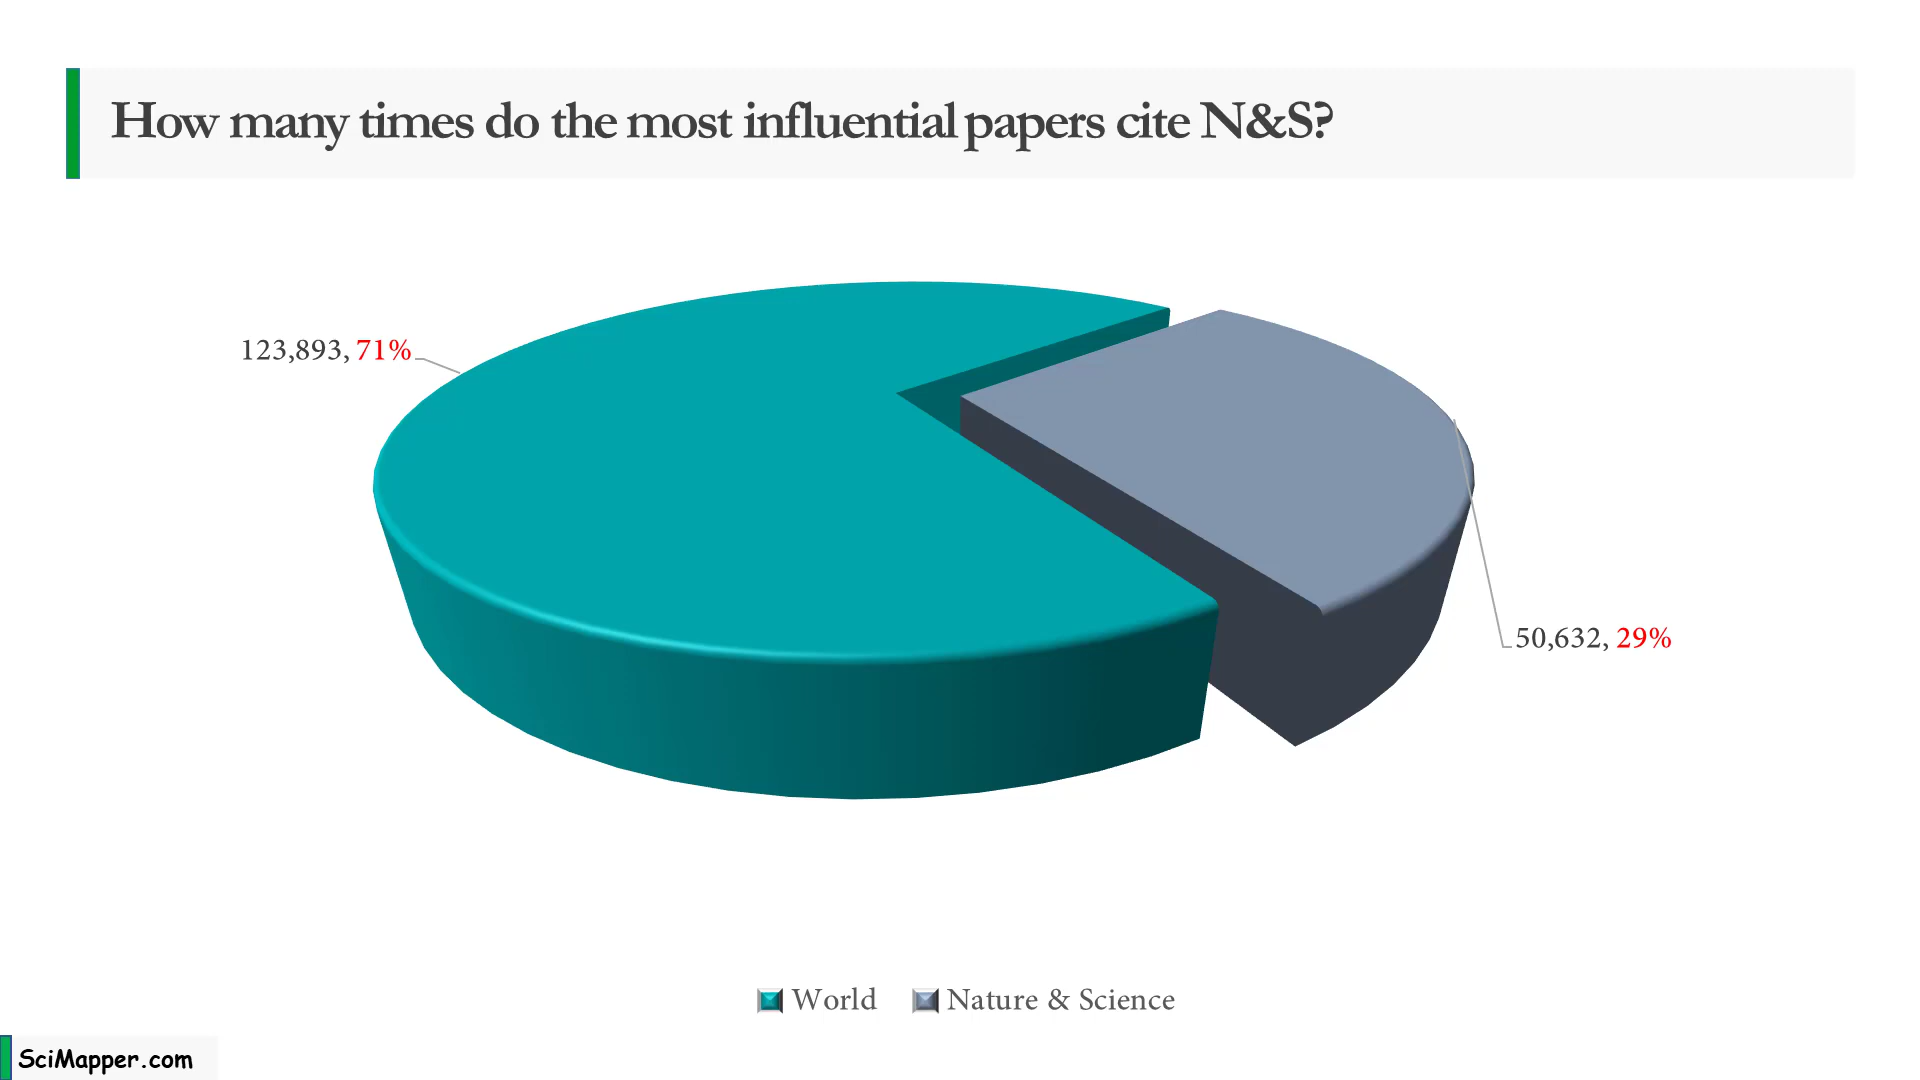 How many times do the most influential papers cite N&S?
123,893, 71%
50,632, 29%
World Nature & Science
SciMapper.com